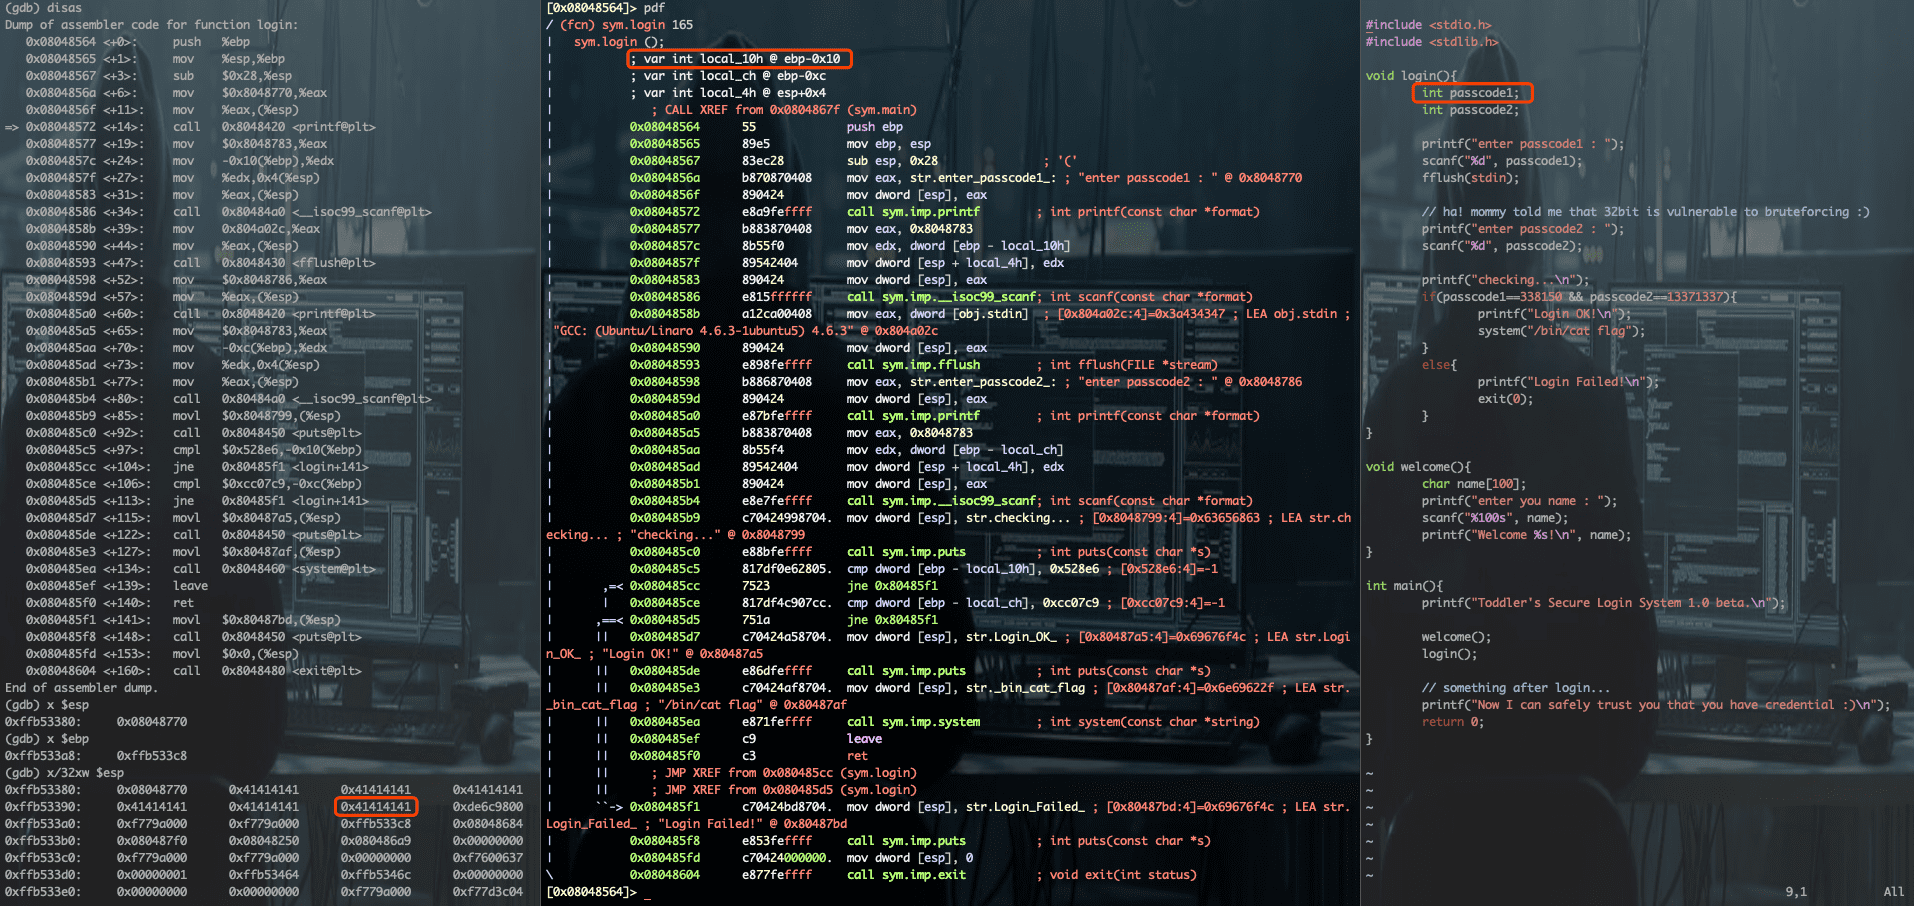 (gdb) disas
Dump of assembler code for function login:
   0x08048564 <+0>:     push   %ebp
   0x08048565 <+1>:     mov    %esp,%ebp
   0x08048567 <+3>:     sub    $0x28,%esp
   0x0804856a <+6>:     mov    $0x8048770,%eax
   0x0804856f <+11>:    mov    %eax,(%esp)
=> 0x08048572 <+14>:    call   0x8048420 <printf@plt>
   0x08048577 <+19>:    mov    $0x8048783,%eax
   0x0804857c <+24>:    mov    -0x10(%ebp),%edx
   0x0804857f <+27>:    mov    %edx,0x4(%esp)
   0x08048583 <+31>:    mov    %eax,(%esp)
   0x08048586 <+34>:    call   0x80484a0 <__isoc99_scanf@plt>
   0x0804858b <+39>:    mov    0x804a02c,%eax
   0x08048590 <+44>:    mov    %eax,(%esp)
   0x08048593 <+47>:    call   0x8048430 <fflush@plt>
   0x08048598 <+52>:    mov    $0x8048786,%eax
   0x0804859d <+57>:    mov    %eax,(%esp)
   0x080485a0 <+60>:    call   0x8048420 <printf@plt>
   0x080485a5 <+65>:    mov    $0x8048783,%eax
   0x080485aa <+70>:    mov    -0xc(%ebp),%edx
   0x080485ad <+73>:    mov    %edx,0x4(%esp)
   0x080485b1 <+77>:    mov    %eax,(%esp)
   0x080485b4 <+80>:    call   0x80484a0 <__isoc99_scanf@plt>
   0x080485b9 <+85>:    movl   $0x8048799,(%esp)
   0x080485c0 <+92>:    call   0x8048450 <puts@plt>
   0x080485c5 <+97>:    cmpl   $0x528e6,-0x10(%ebp)
   0x080485cc <+104>:   jne    0x80485f1 <login+141>
   0x080485ce <+106>:   cmpl   $0xcc07c9,-0xc(%ebp)
   0x080485d5 <+113>:   jne    0x80485f1 <login+141>
   0x080485d7 <+115>:   movl   $0x80487a5,(%esp)
   0x080485de <+122>:   call   0x8048450 <puts@plt>
   0x080485e3 <+127>:   movl   $0x80487af,(%esp)
   0x080485ea <+134>:   call   0x8048460 <system@plt>
   0x080485ef <+139>:   leave
   0x080485f0 <+140>:   ret
   0x080485f1 <+141>:   movl   $0x80487bd,(%esp)
   0x080485f8 <+148>:   call   0x8048450 <puts@plt>
   0x080485fd <+153>:   movl   $0x0,(%esp)
   0x08048604 <+160>:   call   0x8048480 <exit@plt>
End of assembler dump.
(gdb) x $esp
0xffb53380:     0x08048770
(gdb) x $ebp
0xffb533a8:     0xffb533c8
(gdb) x/32xw $esp
0xffb53380:     0x08048770      0x41414141      0x41414141      0x41414141
0xffb53390:     0x41414141      0x41414141      0x41414141      0xde6c9800
0xffb533a0:     0xf779a000      0xf779a000      0xffb533c8      0x08048684
0xffb533b0:     0x080487f0      0x08048250      0x080486a9      0x00000000
0xffb533c0:     0xf779a000      0xf779a000      0x00000000      0xf7600637
0xffb533d0:     0x00000001      0xffb53464      0xffb5346c      0x00000000
0xffb533e0:     0x00000000      0x00000000      0xf779a000      0xf77d3c04
[0x08048564]> pdf
/ (fcn) sym.login 165
|   sym.login ();
|           ; var int local_10h @ ebp-0x10
|           ; var int local_ch @ ebp-0xc
|           ; var int local_4h @ esp+0x4
|              ; CALL XREF from 0x0804867f (sym.main)
|           0x08048564      55             push ebp
|           0x08048565      89e5           mov ebp, esp
|           0x08048567      83ec28         sub esp, 0x28              ; '('
|           0x0804856a      b870870408     mov eax, str.enter_passcode1_: ; "enter passcode1 : " @ 0x8048770
|           0x0804856f      890424         mov dword [esp], eax
|           0x08048572      e8a9feffff     call sym.imp.printf        ; int printf(const char *format)
|           0x08048577      b883870408     mov eax, 0x8048783
|           0x0804857c      8b55f0         mov edx, dword [ebp - local_10h]
|           0x0804857f      89542404       mov dword [esp + local_4h], edx
|           0x08048583      890424         mov dword [esp], eax
|           0x08048586      e815ffffff     call sym.imp.__isoc99_scanf; int scanf(const char *format)
|           0x0804858b      a12ca00408     mov eax, dword [obj.stdin]  ; [0x804a02c:4]=0x3a434347 ; LEA obj.stdin ;
 "GCC: (Ubuntu/Linaro 4.6.3-1ubuntu5) 4.6.3" @ 0x804a02c
|           0x08048590      890424         mov dword [esp], eax
|           0x08048593      e898feffff     call sym.imp.fflush        ; int fflush(FILE *stream)
|           0x08048598      b886870408     mov eax, str.enter_passcode2_: ; "enter passcode2 : " @ 0x8048786
|           0x0804859d      890424         mov dword [esp], eax
|           0x080485a0      e87bfeffff     call sym.imp.printf        ; int printf(const char *format)
|           0x080485a5      b883870408     mov eax, 0x8048783
|           0x080485aa      8b55f4         mov edx, dword [ebp - local_ch]
|           0x080485ad      89542404       mov dword [esp + local_4h], edx
|           0x080485b1      890424         mov dword [esp], eax
|           0x080485b4      e8e7feffff     call sym.imp.__isoc99_scanf; int scanf(const char *format)
|           0x080485b9      c70424998704.  mov dword [esp], str.checking... ; [0x8048799:4]=0x63656863 ; LEA str.ch
ecking... ; "checking..." @ 0x8048799
|           0x080485c0      e88bfeffff     call sym.imp.puts          ; int puts(const char *s)
|           0x080485c5      817df0e62805.  cmp dword [ebp - local_10h], 0x528e6 ; [0x528e6:4]=-1
|       ,=< 0x080485cc      7523           jne 0x80485f1
|       |   0x080485ce      817df4c907cc.  cmp dword [ebp - local_ch], 0xcc07c9 ; [0xcc07c9:4]=-1
|      ,==< 0x080485d5      751a           jne 0x80485f1
|      ||   0x080485d7      c70424a58704.  mov dword [esp], str.Login_OK_ ; [0x80487a5:4]=0x69676f4c ; LEA str.Logi
n_OK_ ; "Login OK!" @ 0x80487a5
|      ||   0x080485de      e86dfeffff     call sym.imp.puts          ; int puts(const char *s)
|      ||   0x080485e3      c70424af8704.  mov dword [esp], str._bin_cat_flag ; [0x80487af:4]=0x6e69622f ; LEA str.
_bin_cat_flag ; "/bin/cat flag" @ 0x80487af
|      ||   0x080485ea      e871feffff     call sym.imp.system        ; int system(const char *string)
|      ||   0x080485ef      c9             leave
|      ||   0x080485f0      c3             ret
|      ||      ; JMP XREF from 0x080485cc (sym.login)
|      ||      ; JMP XREF from 0x080485d5 (sym.login)
|      ``-> 0x080485f1      c70424bd8704.  mov dword [esp], str.Login_Failed_ ; [0x80487bd:4]=0x69676f4c ; LEA str.
Login_Failed_ ; "Login Failed!" @ 0x80487bd
|           0x080485f8      e853feffff     call sym.imp.puts          ; int puts(const char *s)
|           0x080485fd      c70424000000.  mov dword [esp], 0
\           0x08048604      e877feffff     call sym.imp.exit          ; void exit(int status)
[0x08048564]> _
#include <stdio.h>
#include <stdlib.h>
void login(){
        int passcode1;
        int passcode2;
        printf("enter passcode1 : ");
        scanf("%d", passcode1);
        fflush(stdin);
        // ha! mommy told me that 32bit is vulnerable to bruteforcing :)
        printf("enter passcode2 : ");
        scanf("%d", passcode2);
        printf("checking...\n");
        if(passcode1==338150 && passcode2==13371337){
                printf("Login OK!\n");
                system("/bin/cat flag");
        }
        else{
                printf("Login Failed!\n");
                exit(0);
        }
}
void welcome(){
        char name[100];
        printf("enter you name : ");
        scanf("%100s", name);
        printf("Welcome %s!\n", name);
}
int main(){
        printf("Toddler's Secure Login System 1.0 beta.\n");
        welcome();
        login();
        // something after login...
        printf("Now I can safely trust you that you have credential :)\n");
        return 0;
}
~
~
~
~
~
~
~
9,1           All